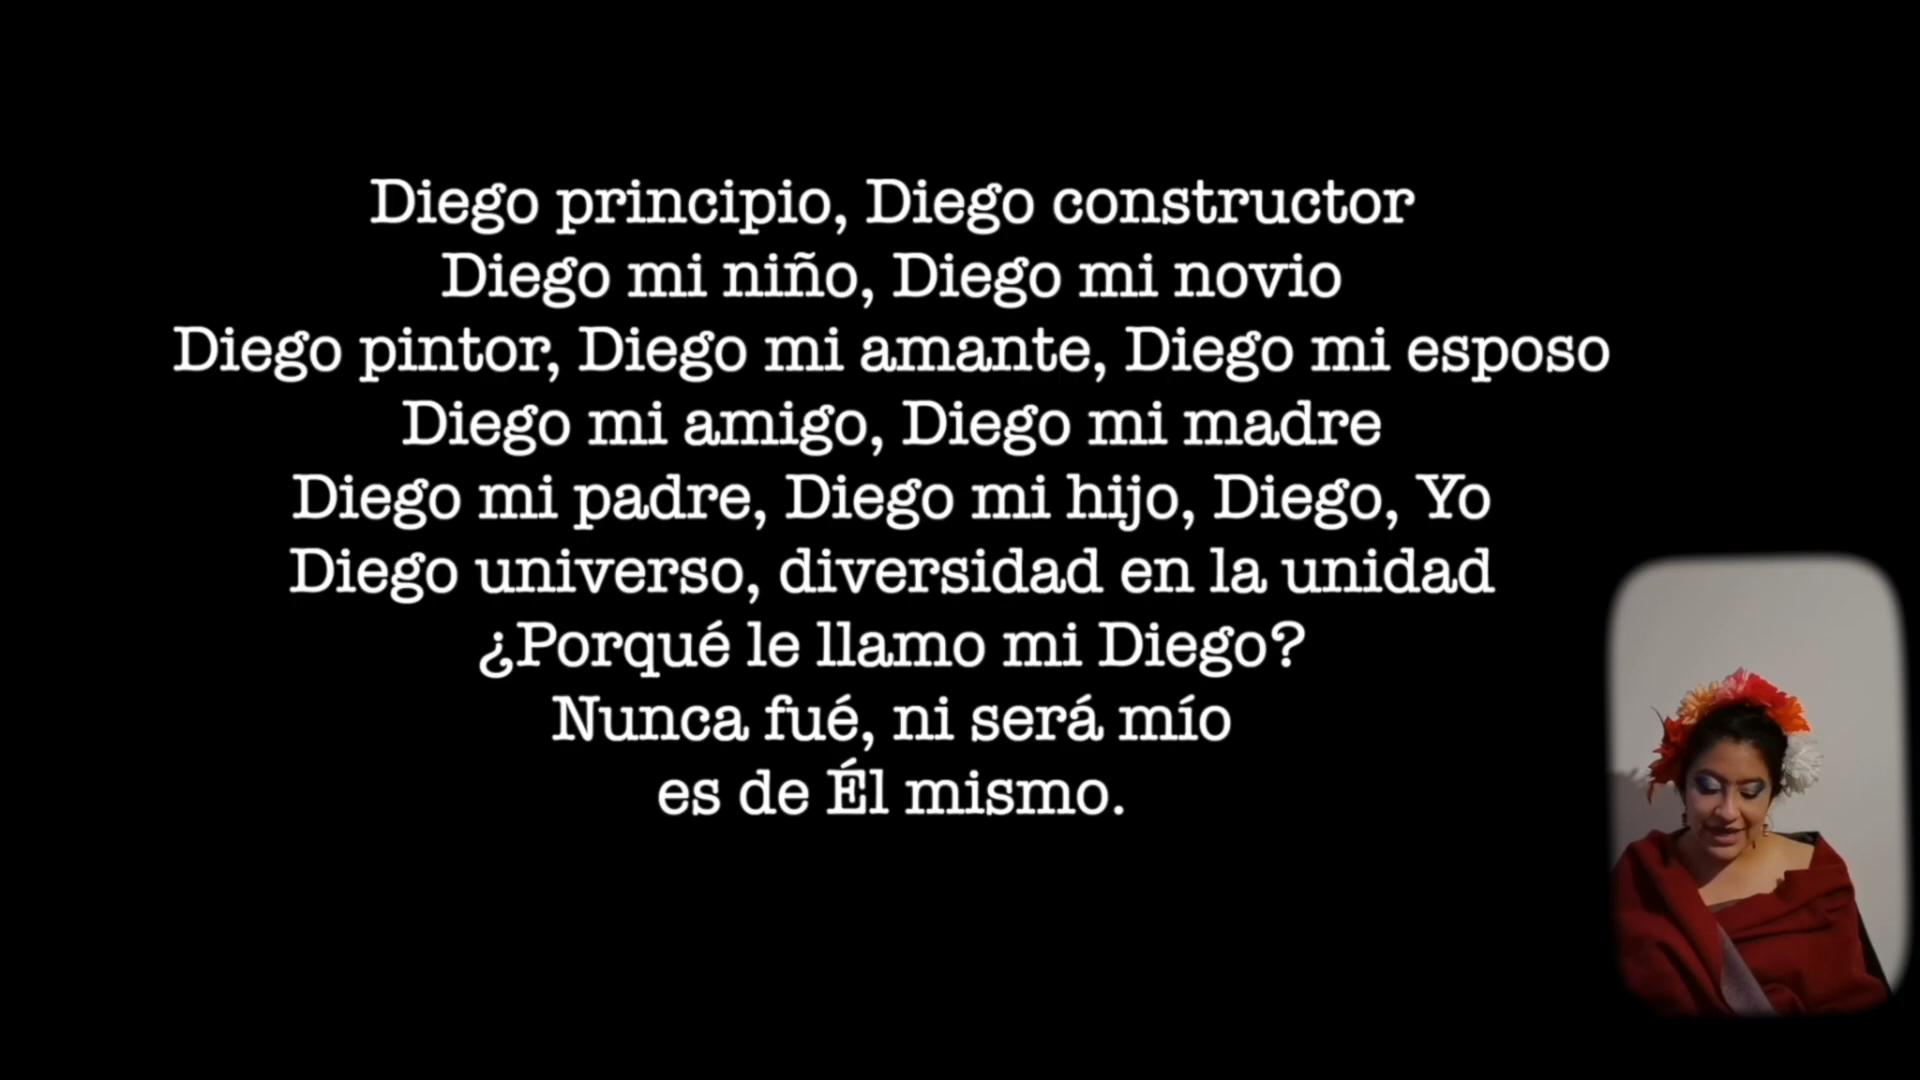 Diego principio, Diego constructor
Diego mi niño, Diego mi novio
Diego pintor, Diego mi amante, Diego mi esposo
Diego mi amigo, Diego mi madre
Diego mi padre, Diego mi hijo, Diego, Yo
Diego universo, diversidad en la unidad
¿Porqué le llamo mi Diego?
Nunca fué, ni será mío
es de Él mismo.